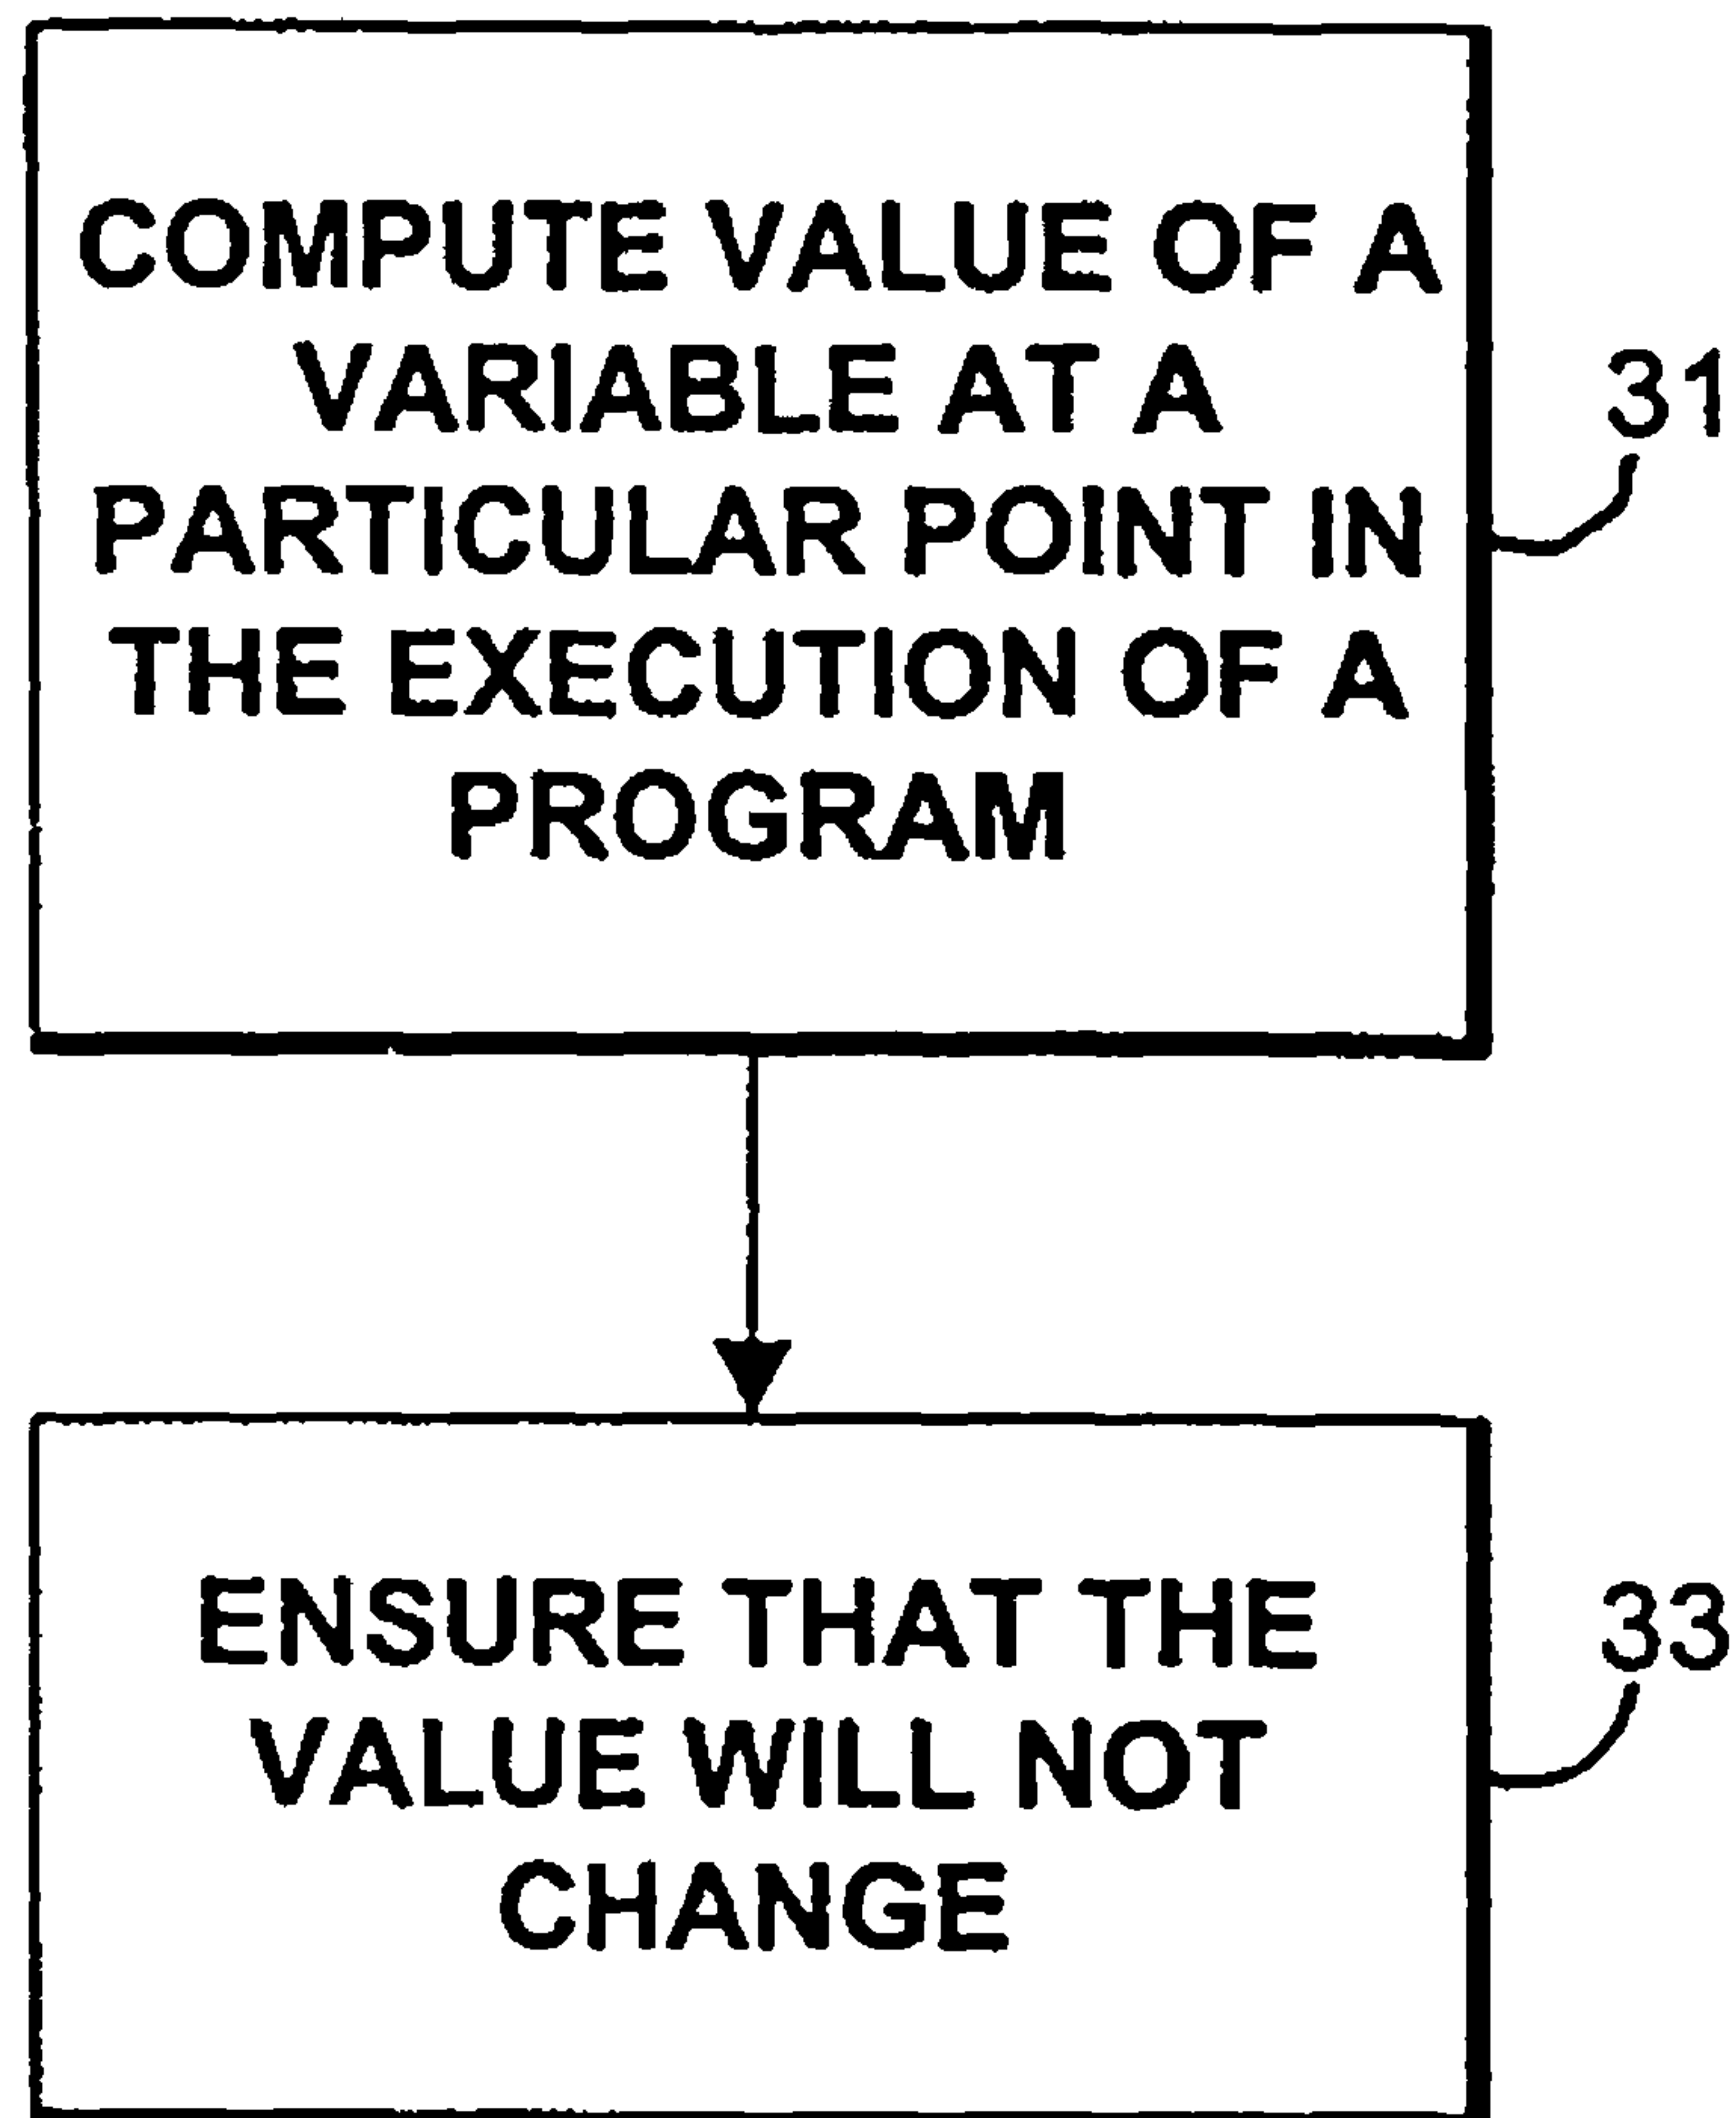 COMPUTE VALUE OF A
VARIABLE AT A
PARTICULAR POINT IN
THE EXECUTION OF A
PROGRAM
31
ENSURE THAT THE
VALUE WILL NOT
CHANGE
33